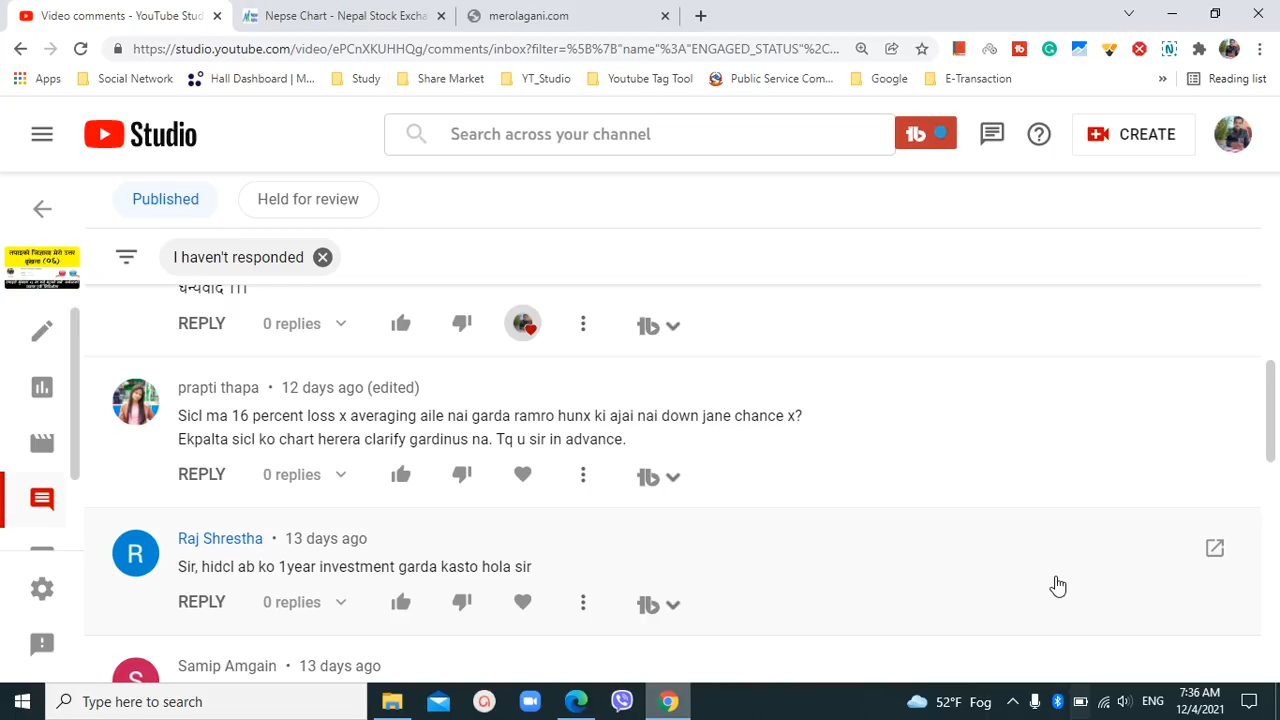 Video comments - YouTube Stud
Nepse Chart - Nepal Stock Excha
merolagani.com
https://studio.youtube.com/video/ePCnXKUHHQg/comments/inbox?filter=%5B%7B"name"%3A"ENGAGED_STATUS"%2C...
Apps
Social Network
Hall Dashboard | M...
Study
Share Market
YT_Studio
Youtube Tag Tool
Public Service Com...
Google
E-Transaction
»
Reading list
Studio
Search across your channel
CREATE
Published
Held for review
तपाइको जिज्ञासा मेरो उत्तर
I haven't responded
धन्यवाद ।।।
REPLY 0 replies
prapti thapa • 12 days ago (edited)
Sicl ma 16 percent loss x averaging aile nai garda ramro hunx ki ajai nai down jane chance x?
Ekpalta sicl ko chart herera clarify gardinus na. Tq u sir in advance.
REPLY 0 replies
R
Raj Shrestha • 13 days ago
Sir, hidcl ab ko 1year investment garda kasto hola sir
REPLY 0 replies
S
Samip Amgain • 13 days ago
Type here to search
52°F Fog
ENG
7:36 AM
12/4/2021